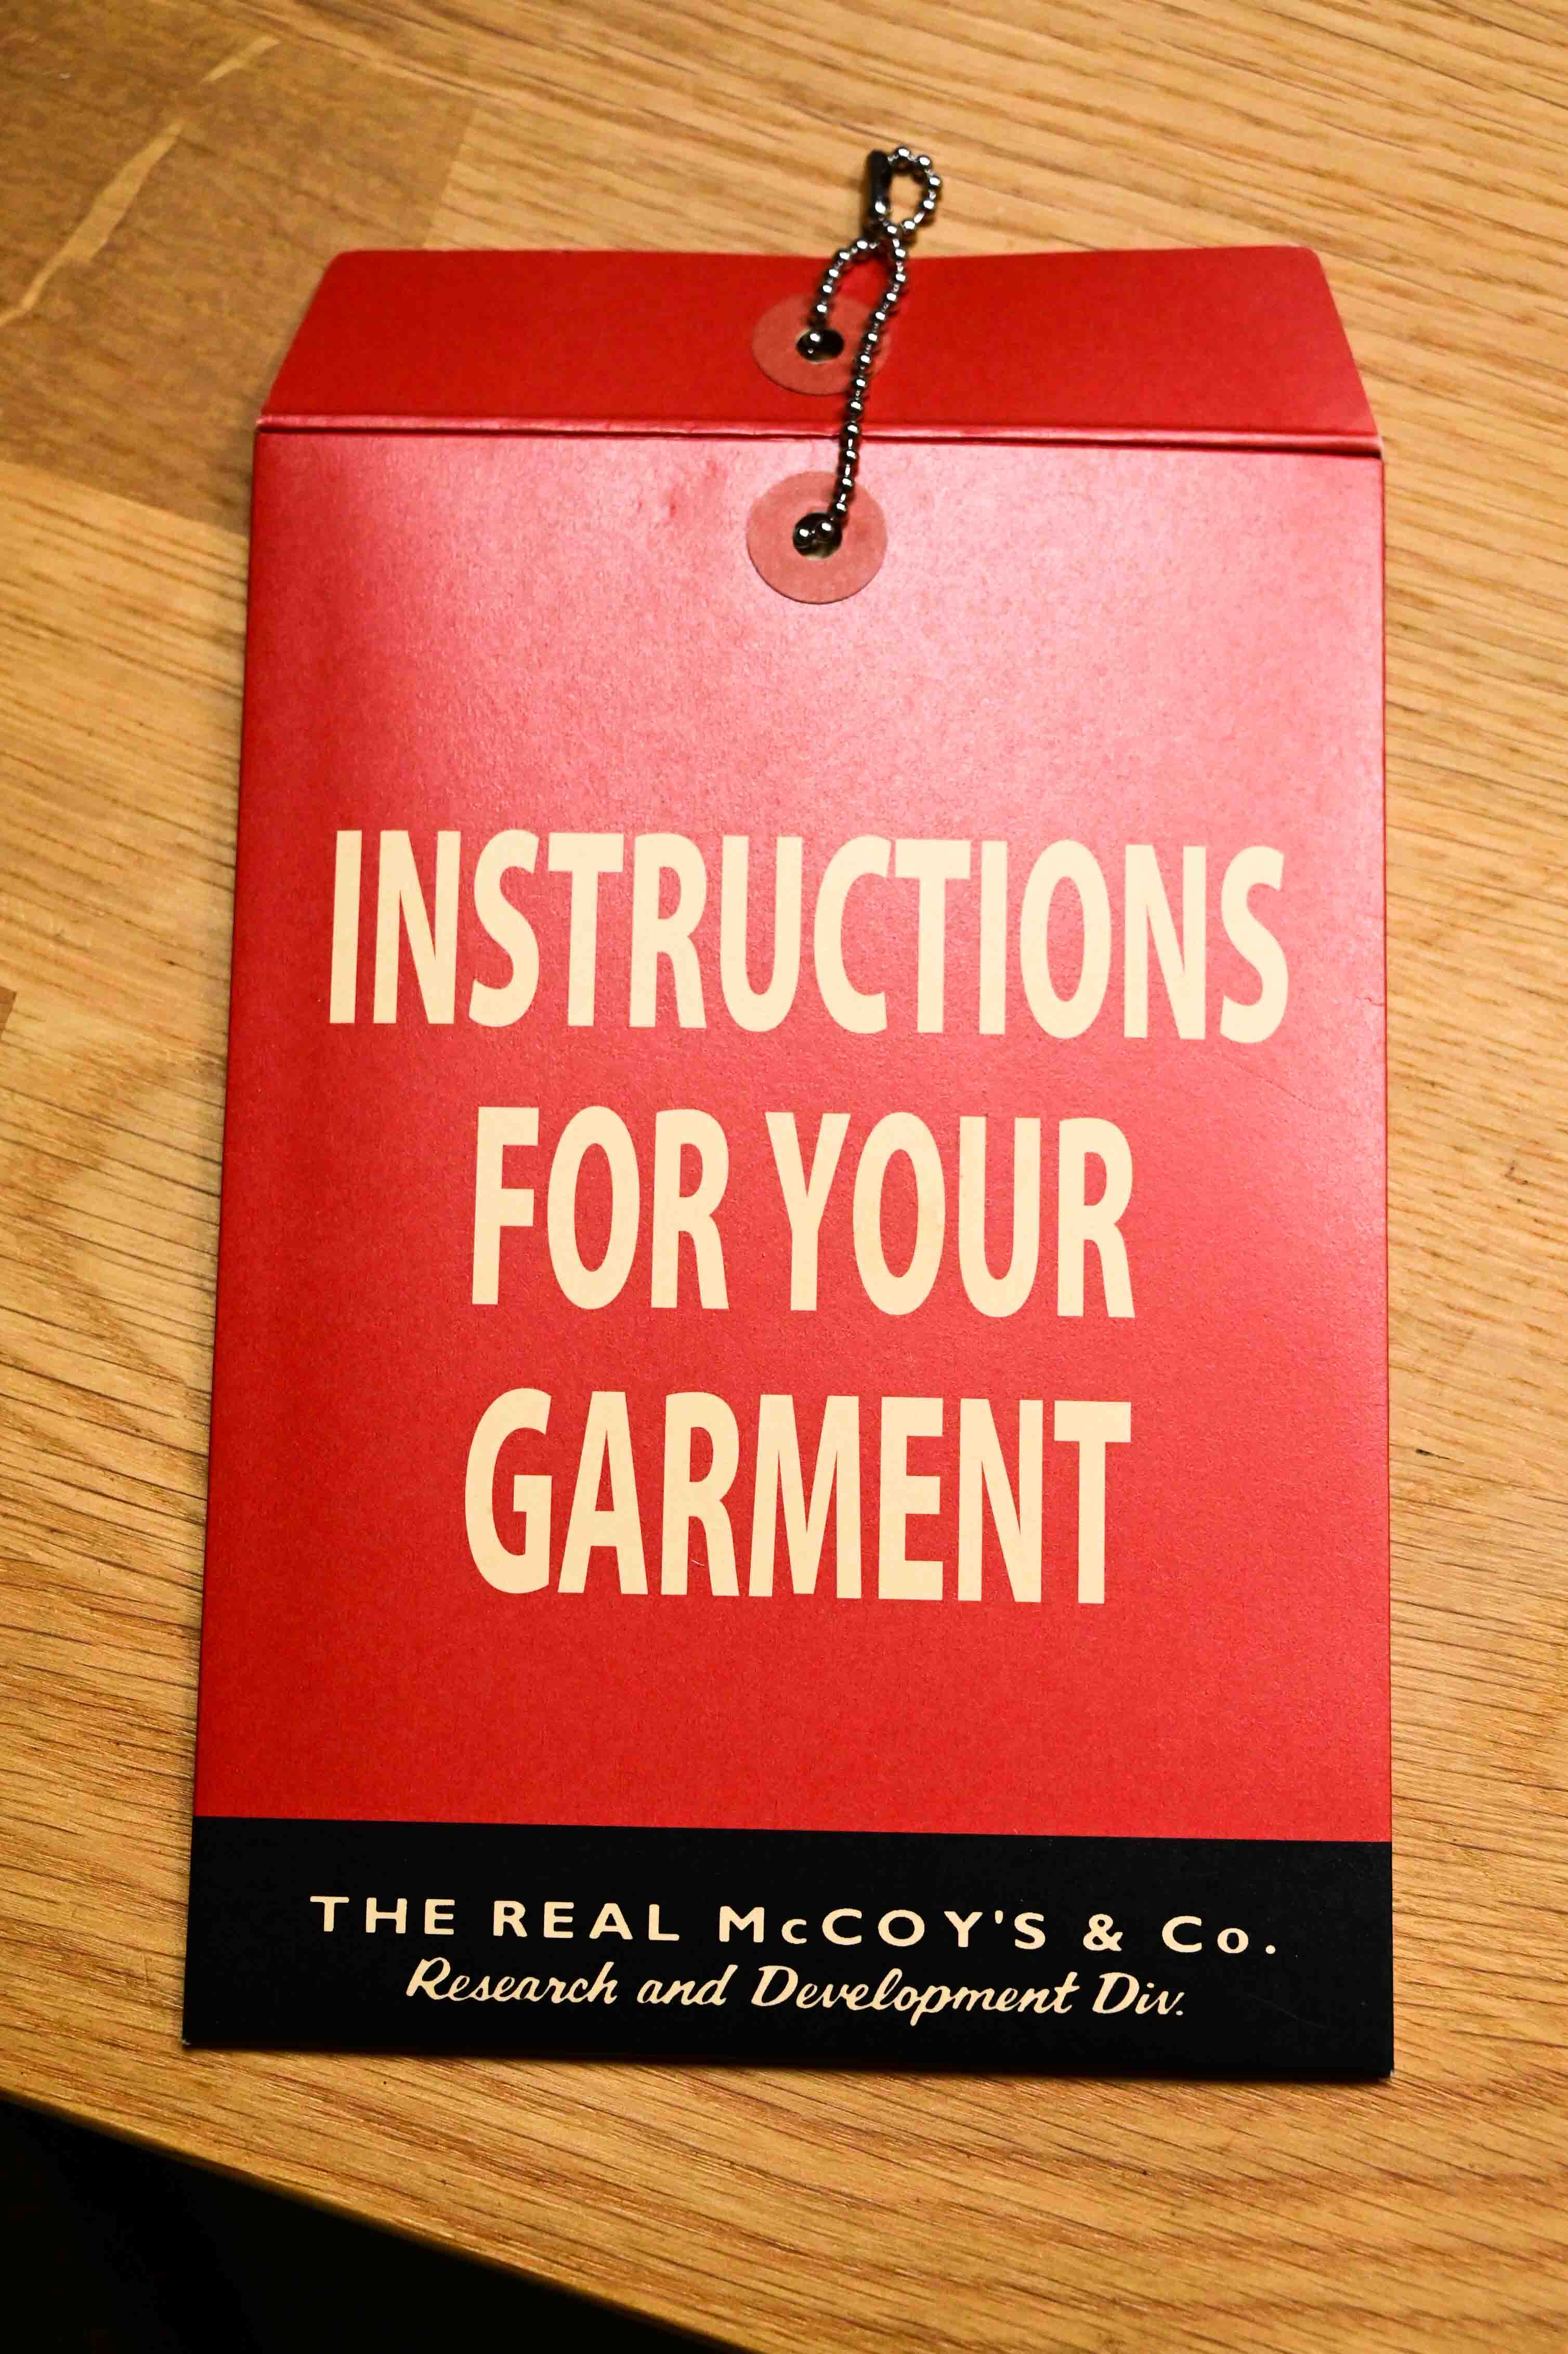 INSTRUCTIONS
FOR YOUR
GARMENT
THE REAL McCOY'S & Co.
Research and Development Div.